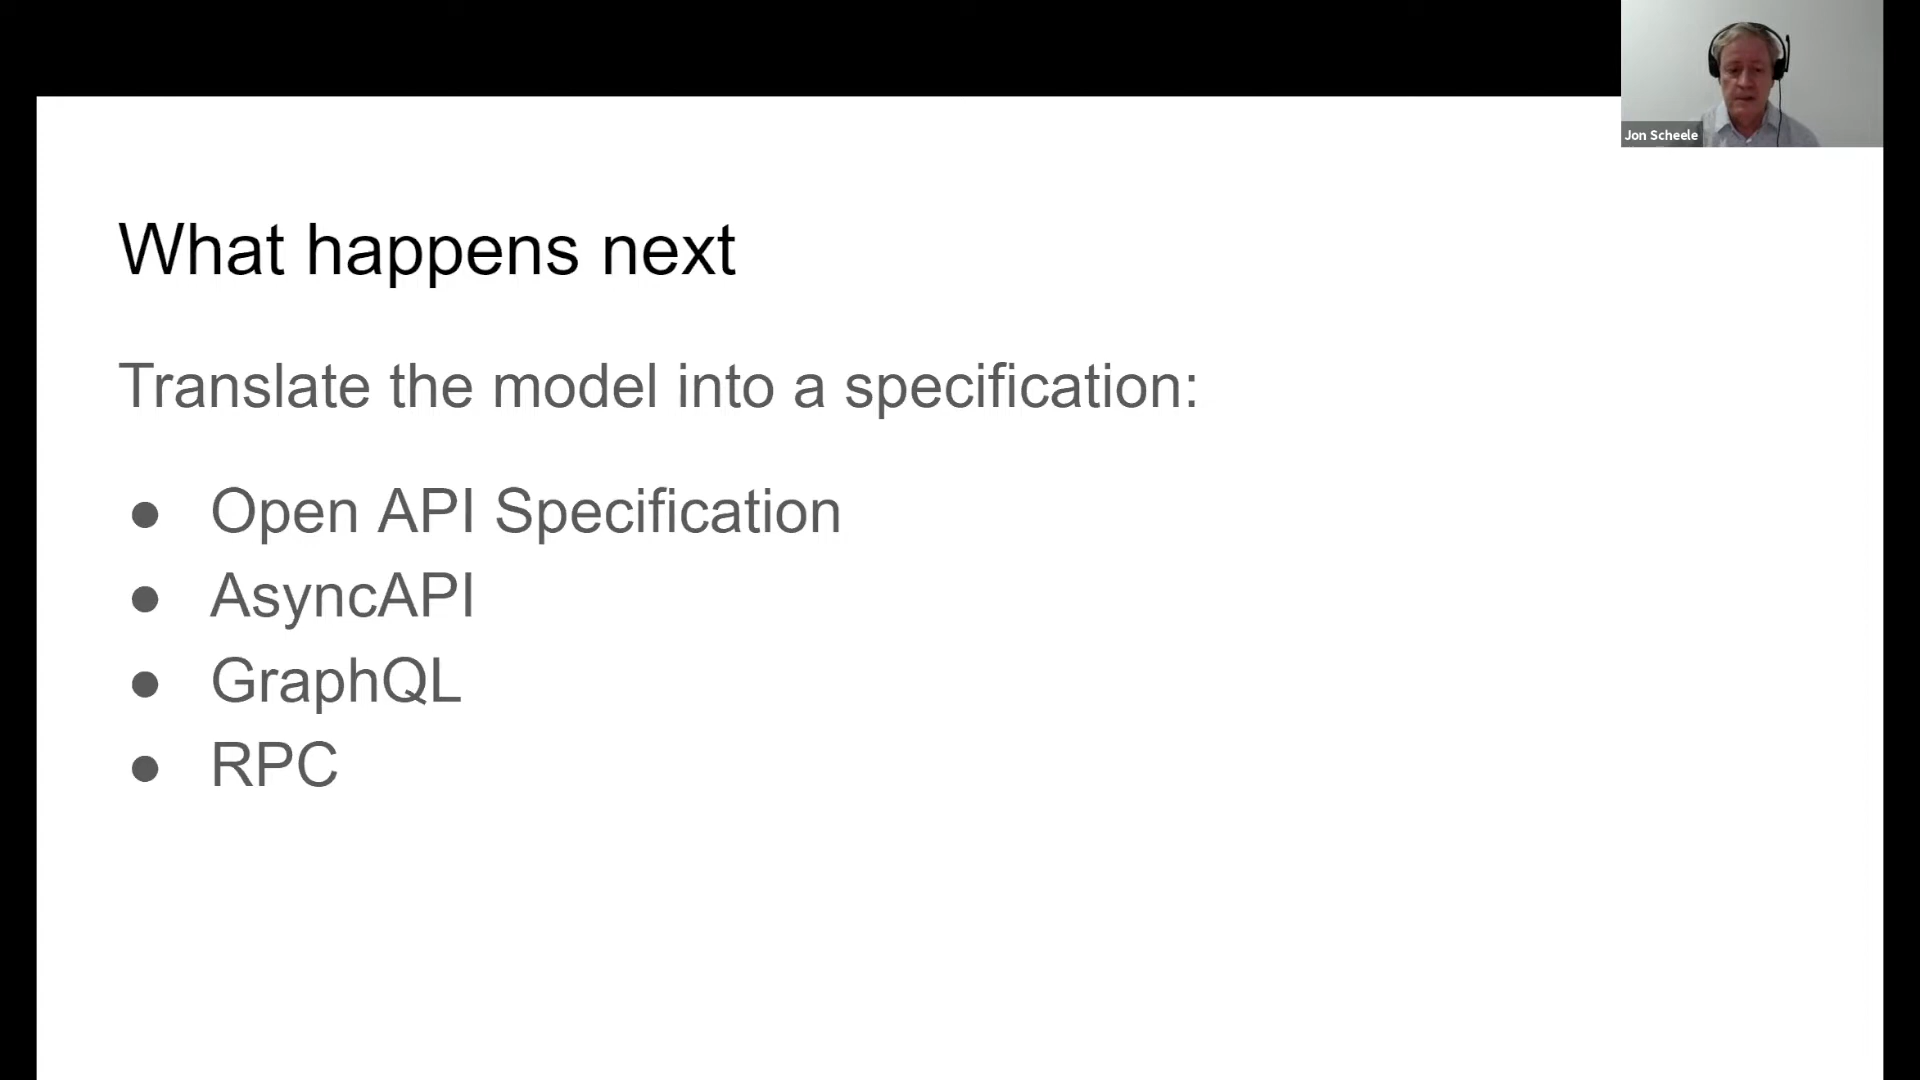 Jon Scheele
What happens next
Translate the model into a specification:
● Open API Specification
● AsyncAPI
● GraphQL
● RPC